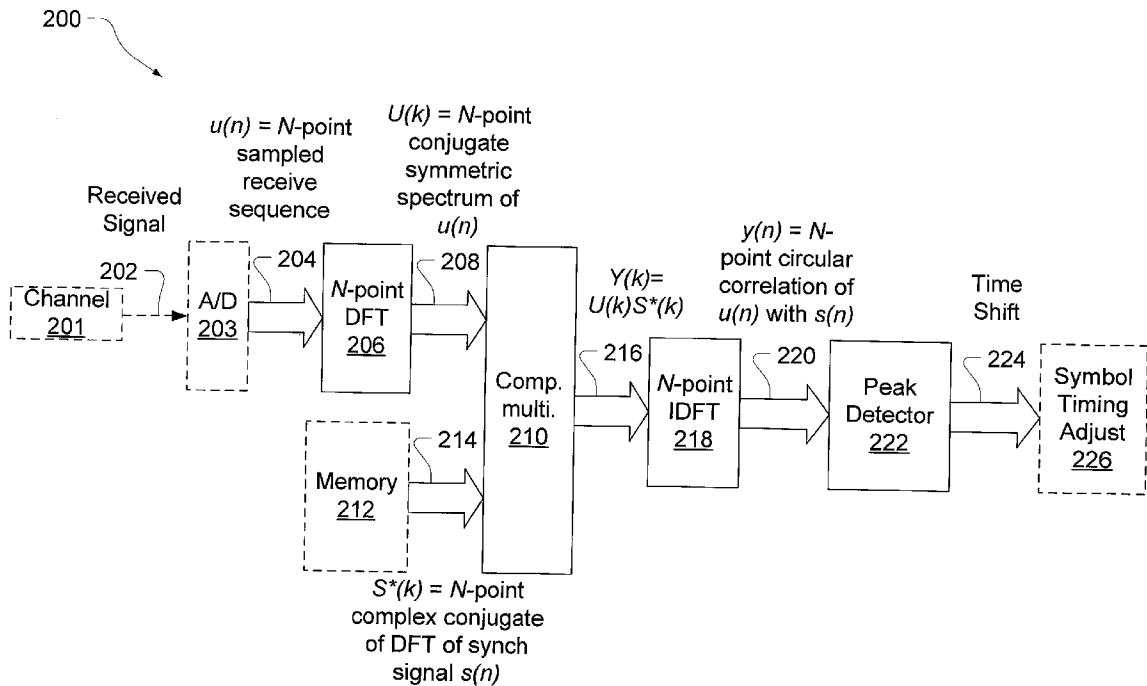 200
u(n) = N-point
sampled
receive
sequence
U(k) = N-point
conjugate
symmetric
spectrum of
u(n)
Received
Signal
202
Channel
201
A/D
203
204
N-point
DFT
206
208
Comp.
multi.
210
Memory
212
214
S*(k) = N-point
complex conjugate
of DFT of synch
signal s(n)
Y(k)=
U(k)S*(k)
216
N-point
IDFT
218
y(n) = N-
point circular
correlation of
u(n) with s(n)
220
Peak
Detector
222
Time
Shift
224
Symbol
Timing
Adjust
226